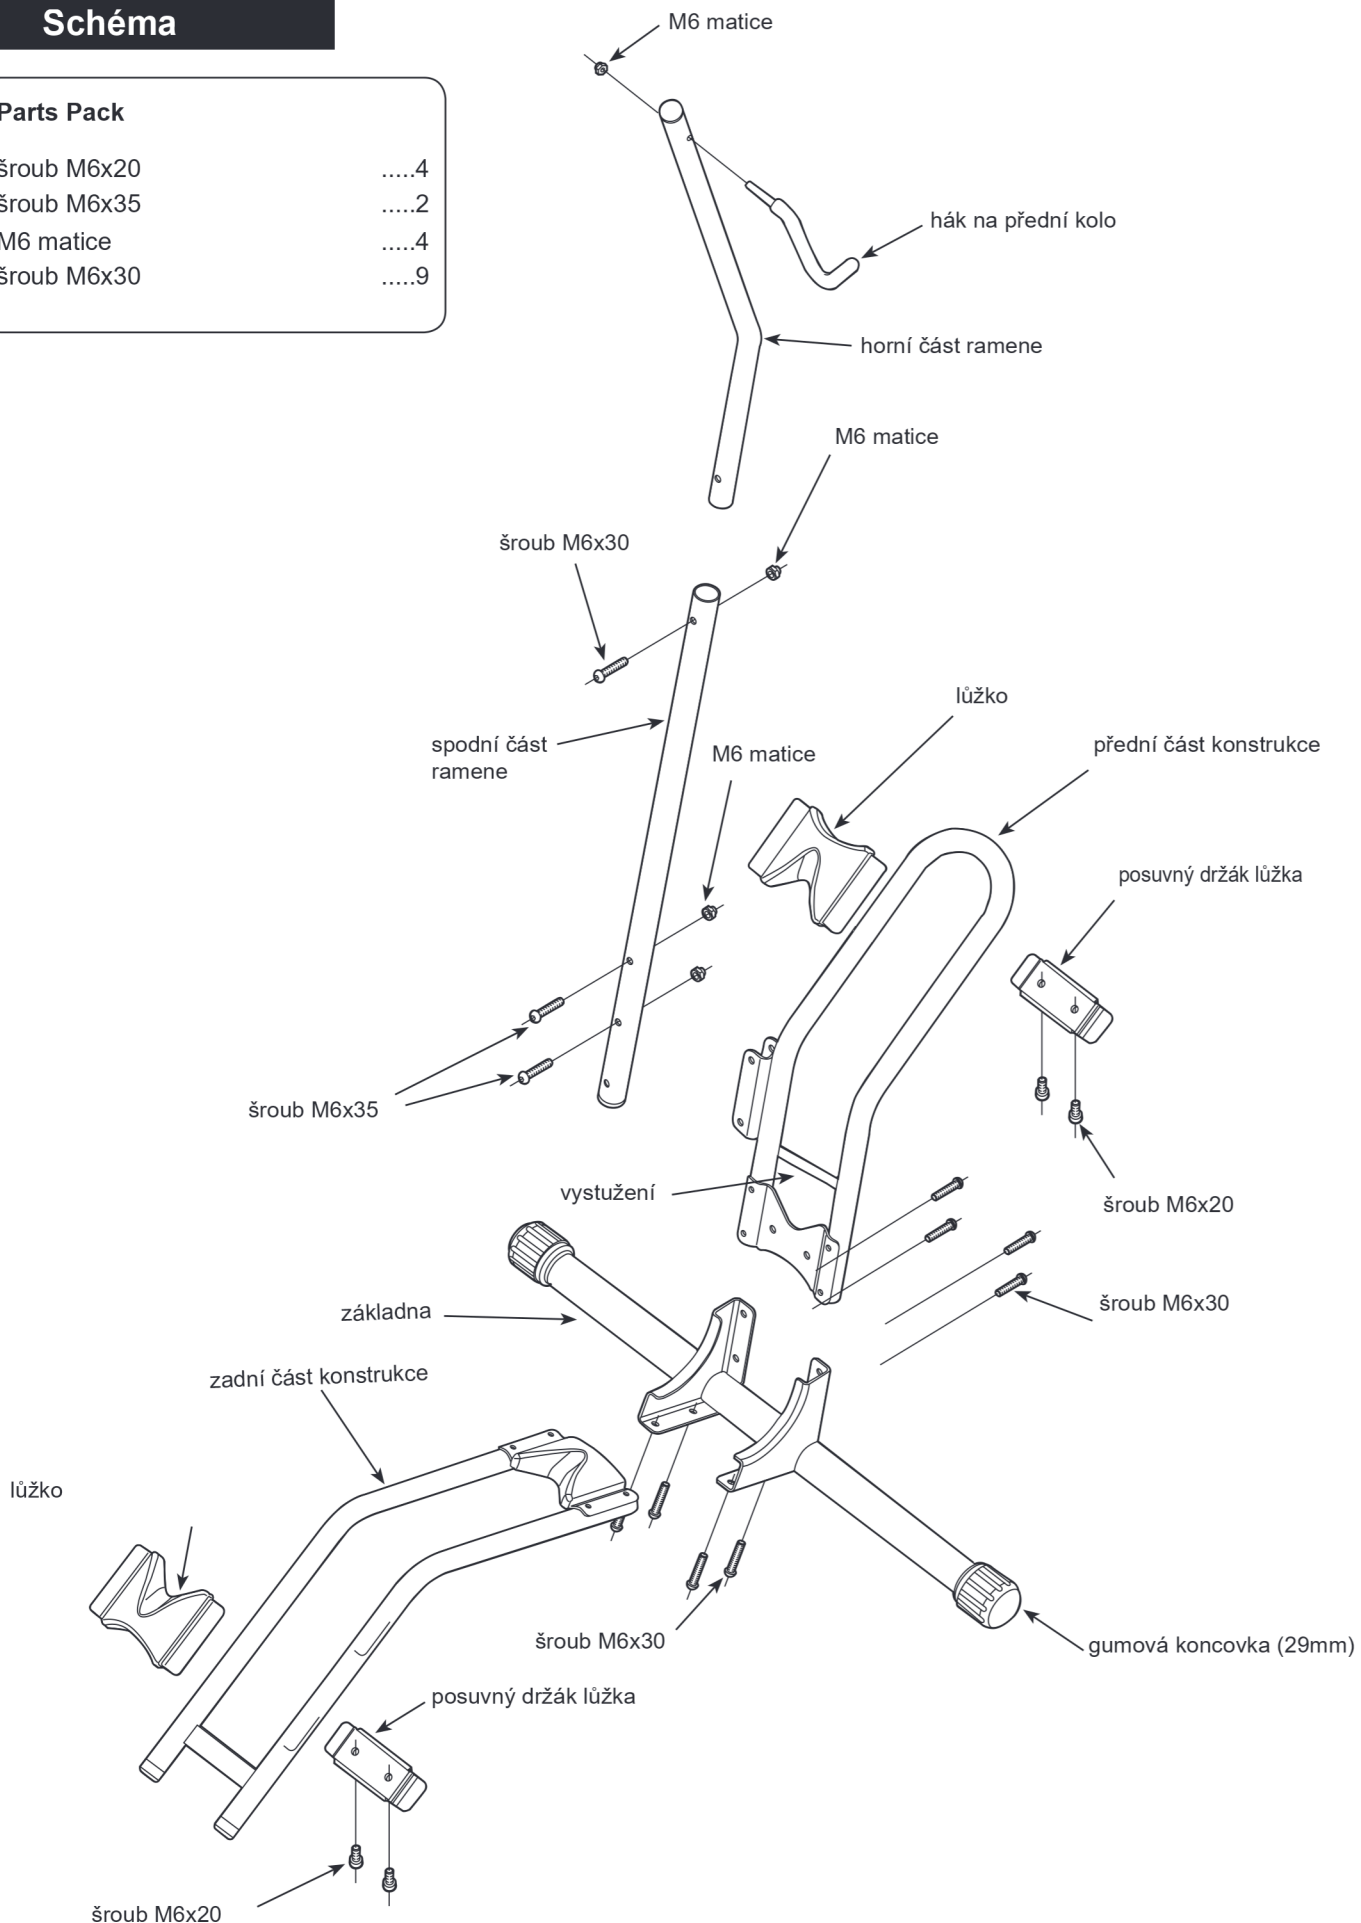 Schéma
Parts Pack
šroub M6x20 .....4
šroub M6x35 .....2
M6 matice .....4
šroub M6x30 .....9
M6 matice
hák na přední kolo
horní část ramene
M6 matice
šroub M6x30
lůžko
spodní část
ramene
M6 matice
přední část konstrukce
posuvný držák lůžka
šroub M6x35
vystužení
šroub M6x20
základna
šroub M6x30
zadní část konstrukce
lůžko
šroub M6x30
gumová koncovka (29mm)
posuvný držák lůžka
šroub M6x20